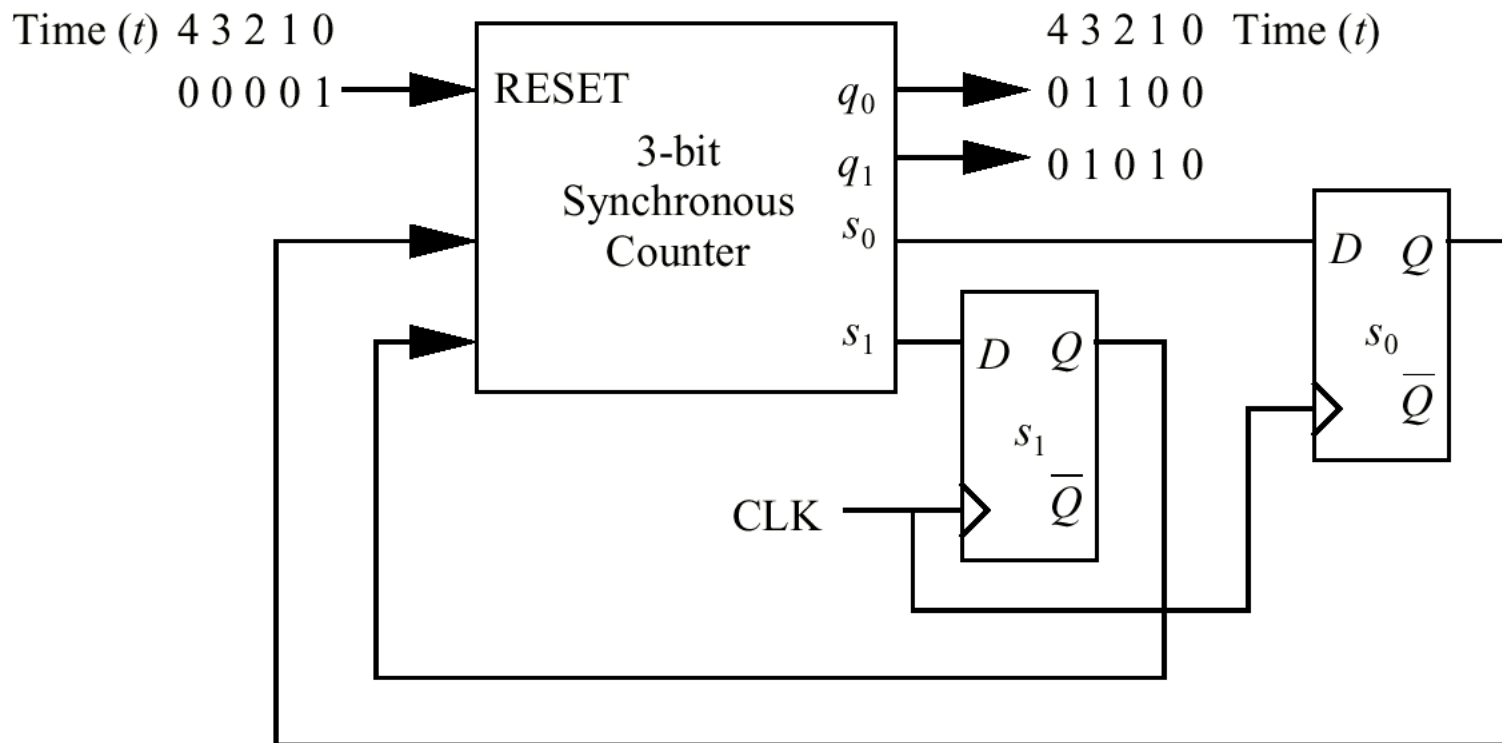 Time (t) 4 3 2 1 0
0 0 0 0 1
RESET
3-bit
Synchronous
Counter
q0
q1
s0
s1
4 3 2 1 0 Time (t)
0 1 1 0 0
0 1 0 1 0
D Q
s1
Q̅
CLK
D Q
s0
Q̅